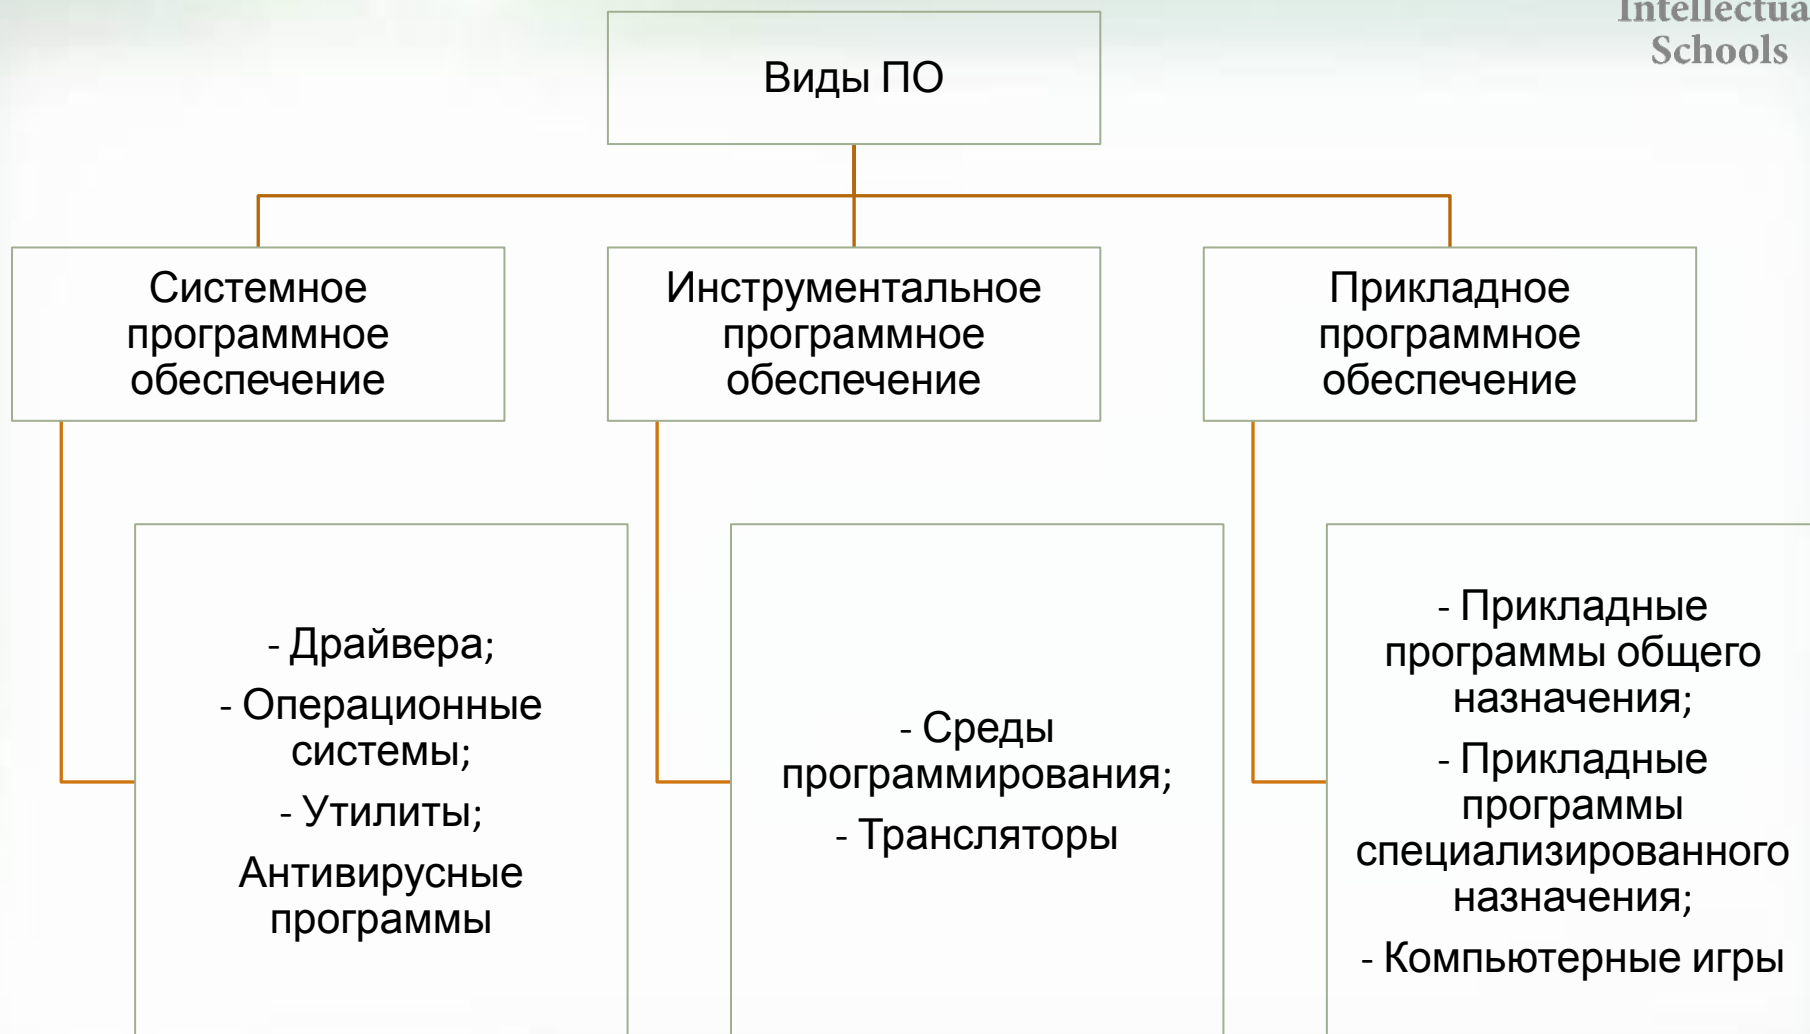 Intellectua
Schools
Виды ПО
Системное
программное
обеспечение
Инструментальное
программное
обеспечение
Прикладное
программное
обеспечение
- Драйвера;
- Операционные
системы;
- Утилиты;
Антивирусные
программы
- Среды
программирования;
- Трансляторы
- Прикладные
программы общего
назначения;
- Прикладные
программы
специализированного
назначения;
- Компьютерные игры